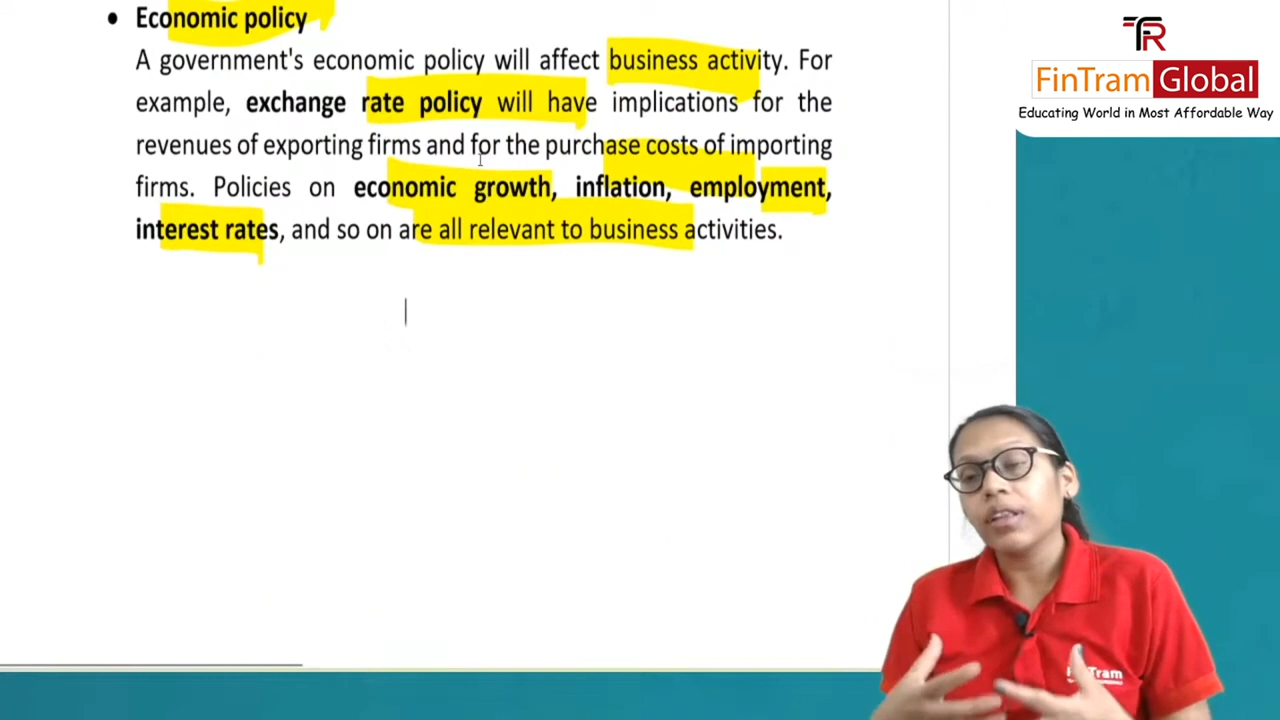 • Economic policy
A government's economic policy will affect business activity. For
example, exchange rate policy will have implications for the
revenues of exporting firms and for the purchase costs of importing
firms. Policies on economic growth, inflation, employment,
interest rates, and so on are all relevant to business activities.
TR
FinTram Global
Educating World in Most Affordable Way
FinTram